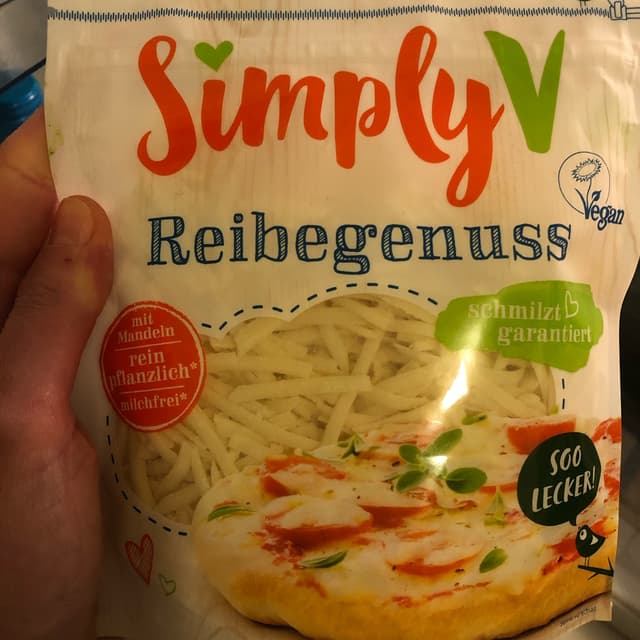 SimplyV
Vegan
Reibegenuss
schmilzt
garantiert
mit
Mandeln
rein
pflanzlich*
milchfrei*
SOO
LECKER!